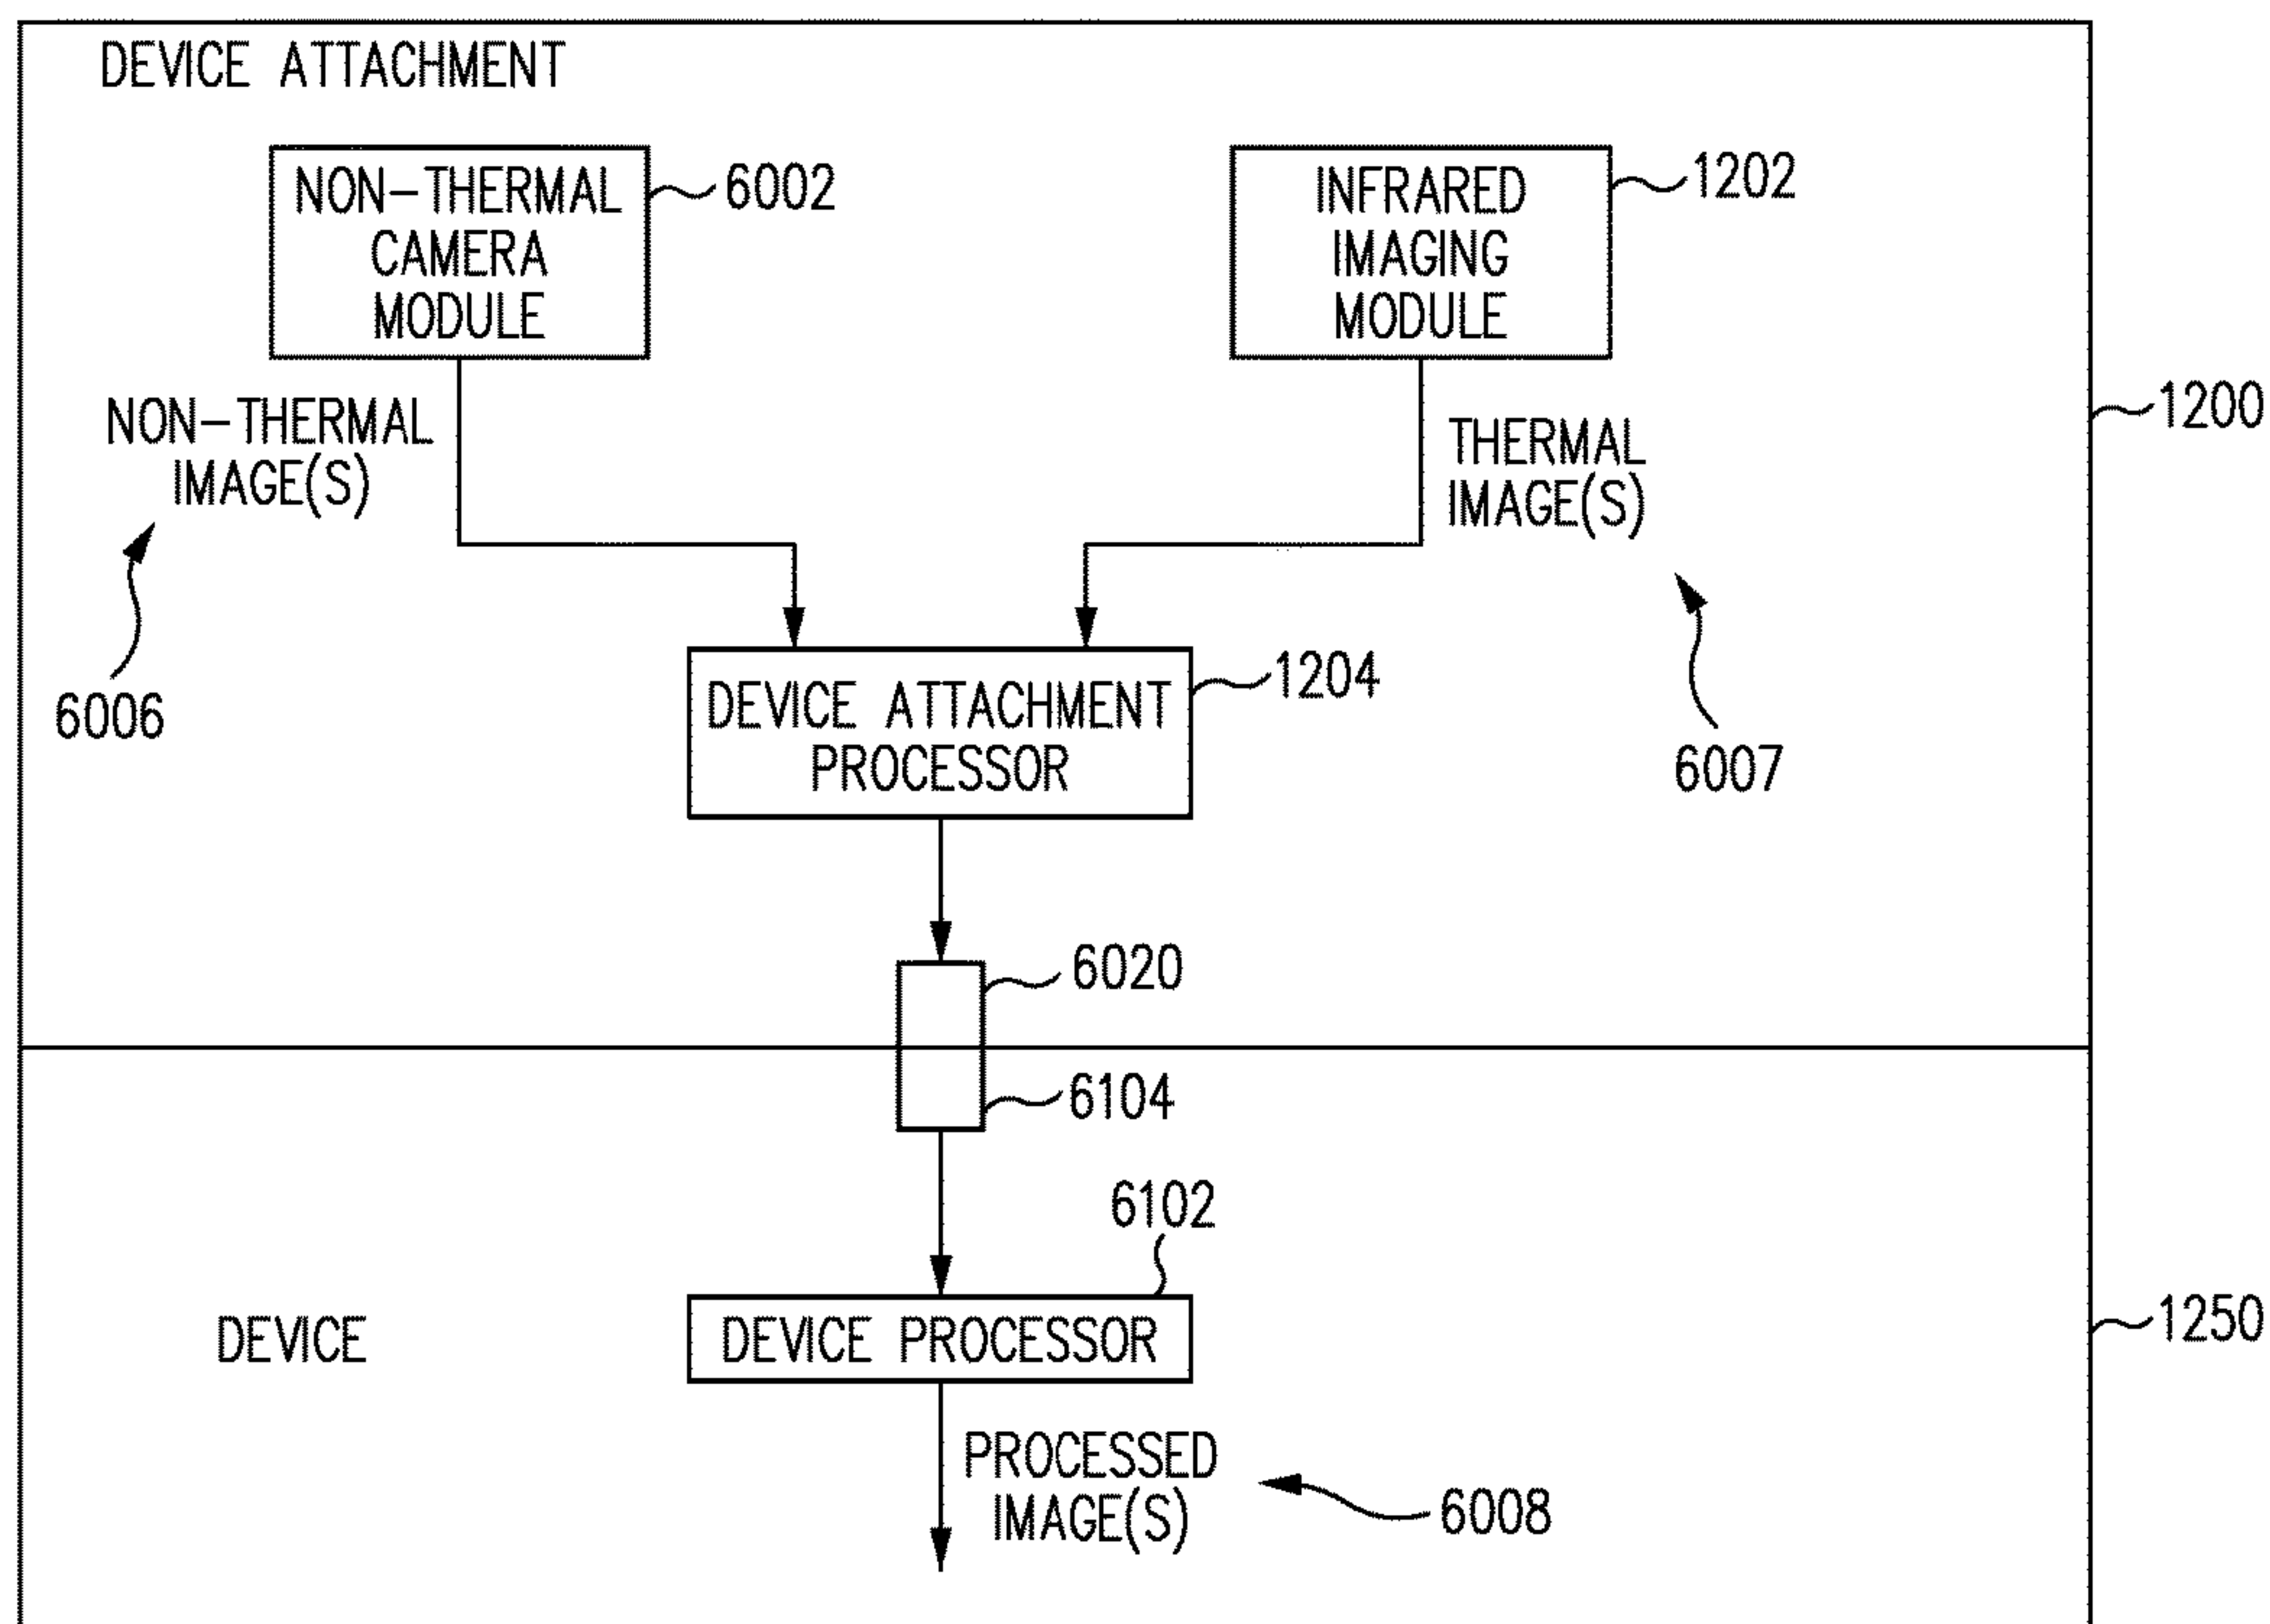 DEVICE ATTACHMENT
NON-THERMAL
CAMERA
MODULE
6002
INFRARED
IMAGING
MODULE
1202
1200
NON-THERMAL
IMAGE(S)
THERMAL
IMAGE(S)
6006
6007
DEVICE ATTACHMENT
PROCESSOR
1204
6020
6104
6102
DEVICE
DEVICE PROCESSOR
1250
PROCESSED
IMAGE(S)
6008